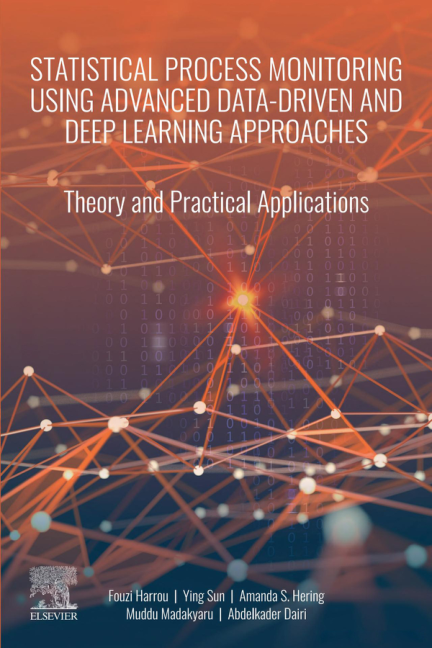 STATISTICAL PROCESS MONITORING
USING ADVANCED DATA-DRIVEN AND
DEEP LEARNING APPROACHES
Theory and Practical Applications
Fouzi Harrou | Ying Sun | Amanda S. Hering
Muddu Madakyaru | Abdelkader Dairi
ELSEVIER